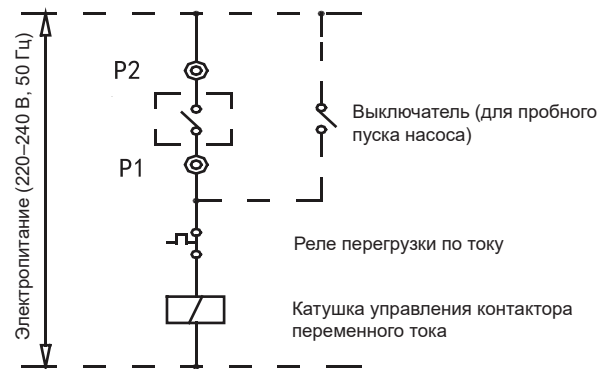 Электропитание (220–240 В, 50 Гц)
P2
P1
Выключатель (для пробного
пуска насоса)
Реле перегрузки по току
Катушка управления контактора
переменного тока